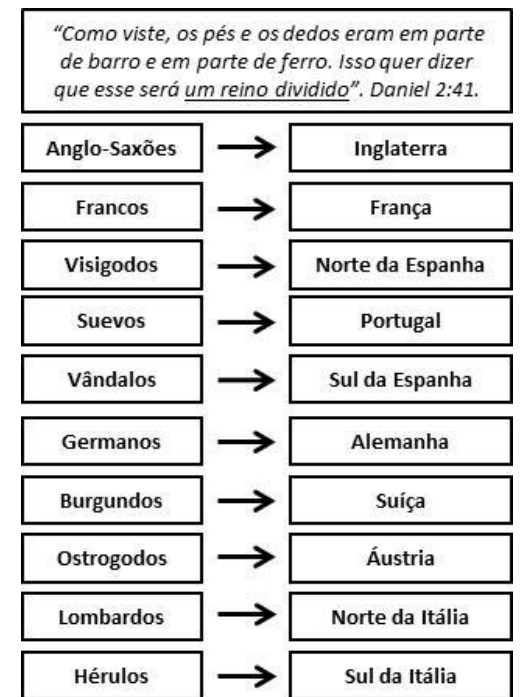 “Como viste, os pés e os dedos eram em parte
de barro e em parte de ferro. Isso quer dizer
que esse será um reino dividido”. Daniel 2:41.
Anglo-Saxões → Inglaterra
Francos → França
Visigodos → Norte da Espanha
Suevos → Portugal
Vândalos → Sul da Espanha
Germanos → Alemanha
Burgundos → Suíça
Ostrogodos → Áustria
Lombardos → Norte da Itália
Hérulos → Sul da Itália